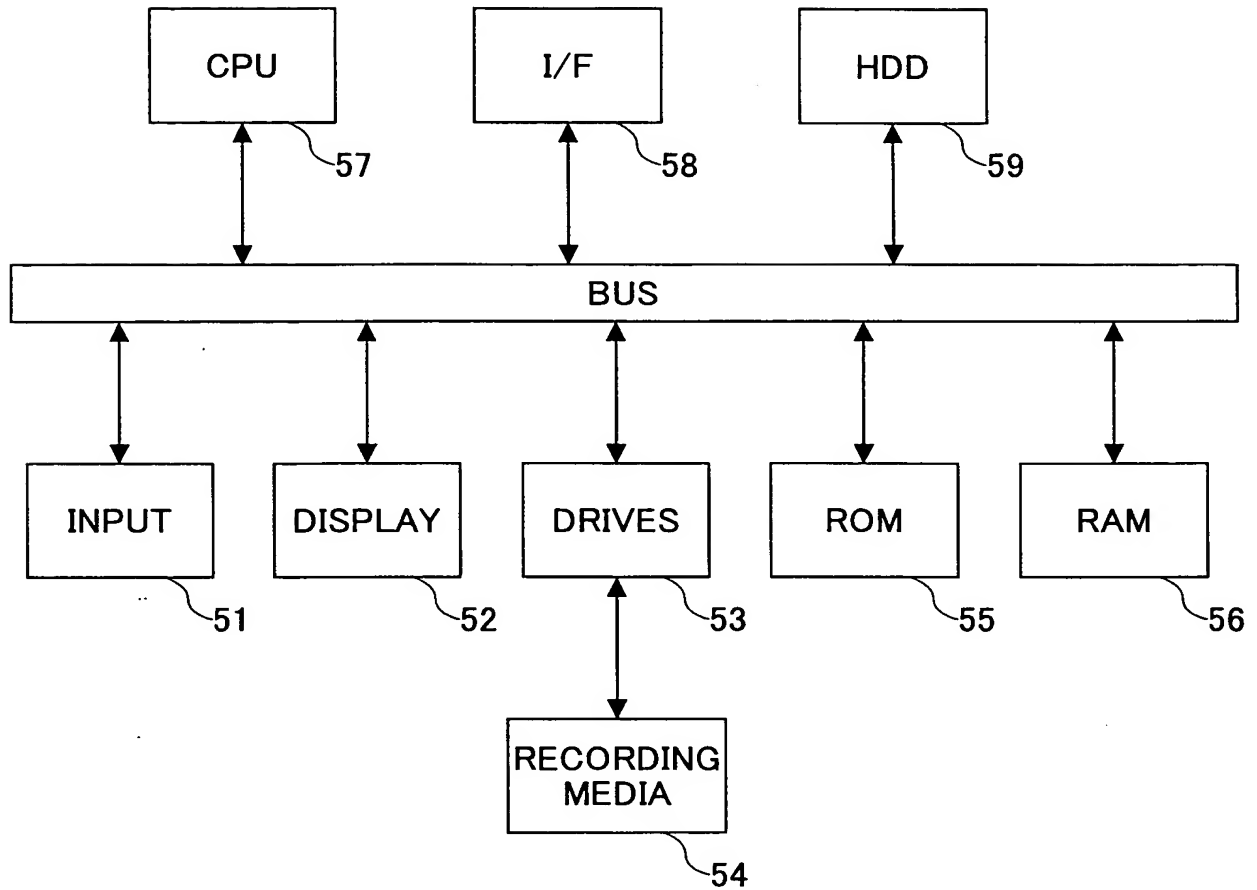 CPU
I/F
HDD
57
58
59
BUS
INPUT
DISPLAY
DRIVES
ROM
RAM
51
52
53
55
56
RECORDING
MEDIA
54